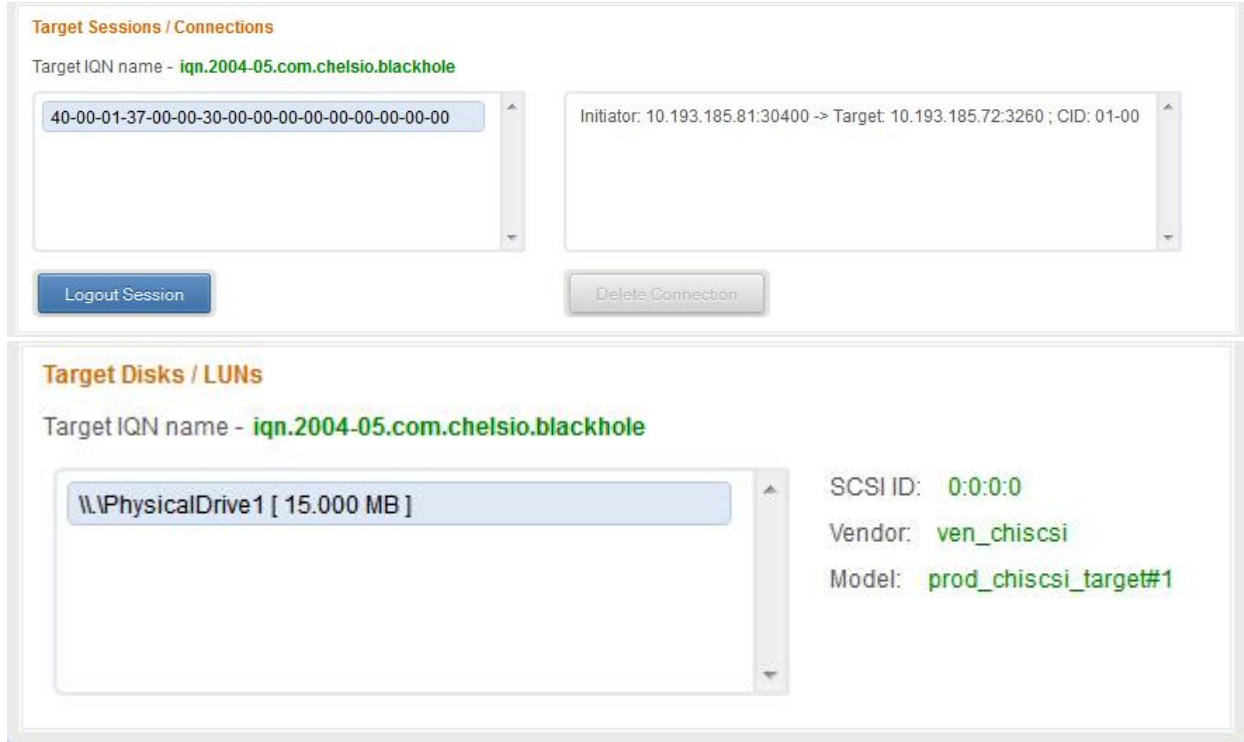 Target Sessions / Connections
Target IQN name - iqn.2004-05.com.chelsio.blackhole
40-00-01-37-00-00-30-00-00-00-00-00-00-00-00-00
Initiator: 10.193.185.81:30400 -> Target: 10.193.185.72:3260 ; CID: 01-00
Logout Session
Delete Connection
Target Disks / LUNs
Target IQN name - iqn.2004-05.com.chelsio.blackhole
\\.\PhysicalDrive1 [ 15.000 MB ]
SCSI ID: 0:0:0:0
Vendor: ven_chiscsi
Model: prod_chiscsi_target#1